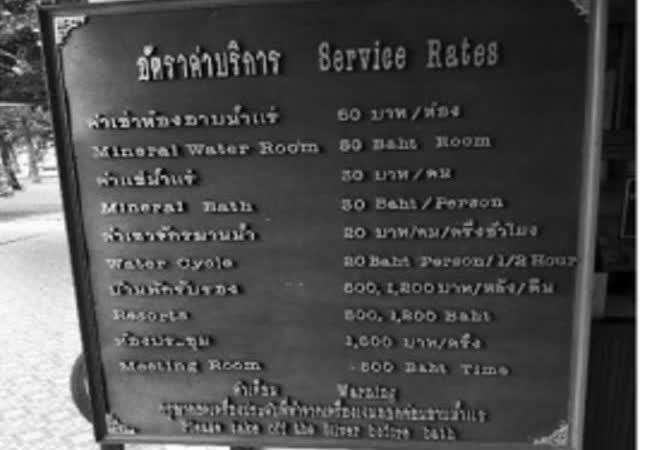 อัตราค่าบริการ Service Rates
ค่าเช่าห้องอาบน้ำแร่ 50 บาท/ห้อง
Mineral Water Room 50 Baht Room
ค่าแช่น้ำแร่ 30 บาท/คน
Mineral Bath 30 Baht/Person
ค่าเช่าจักรยานน้ำ 20 บาท/คน/ครึ่งชั่วโมง
Water Cycle 20 Baht Person/1/2 Hour
บ้านพักรับรอง 800, 1,200 บาท/หลัง/คืน
Resorts 800, 1,200 Baht
ห้องประชุม บาท/ครั้ง
Meeting Room Baht Time
คำเตือน Warning
Please take off the Silver before bath